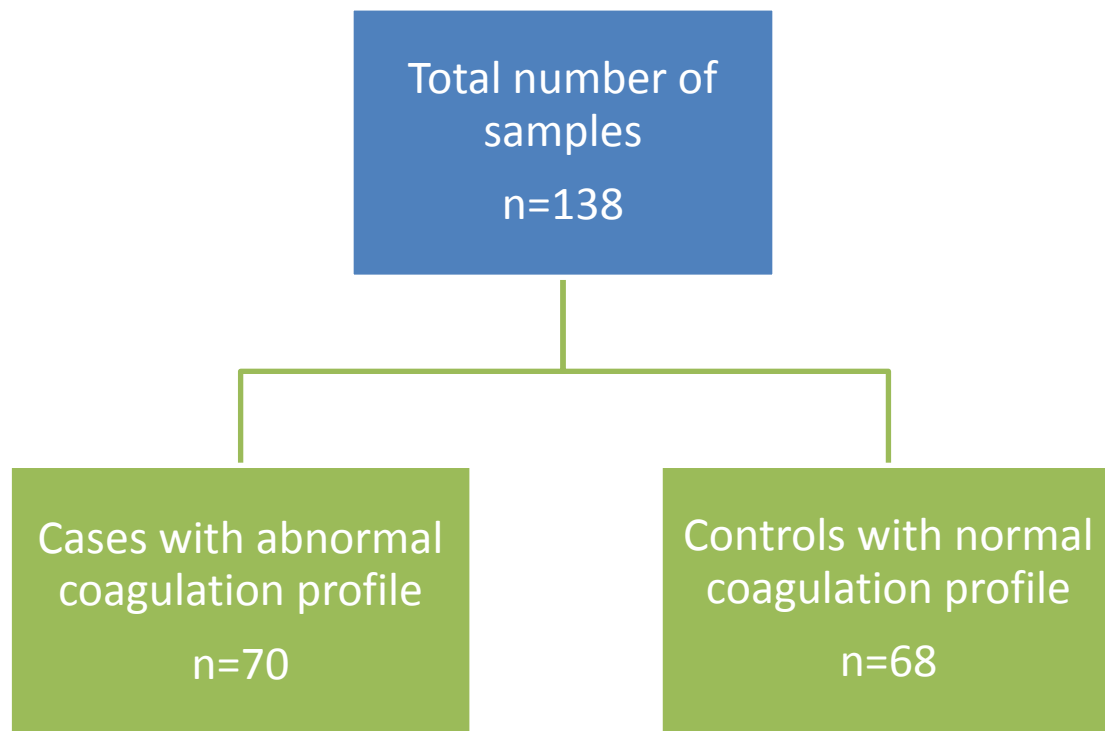 Total number of
samples
n=138
Cases with abnormal
coagulation profile
n=70
Controls with normal
coagulation profile
n=68